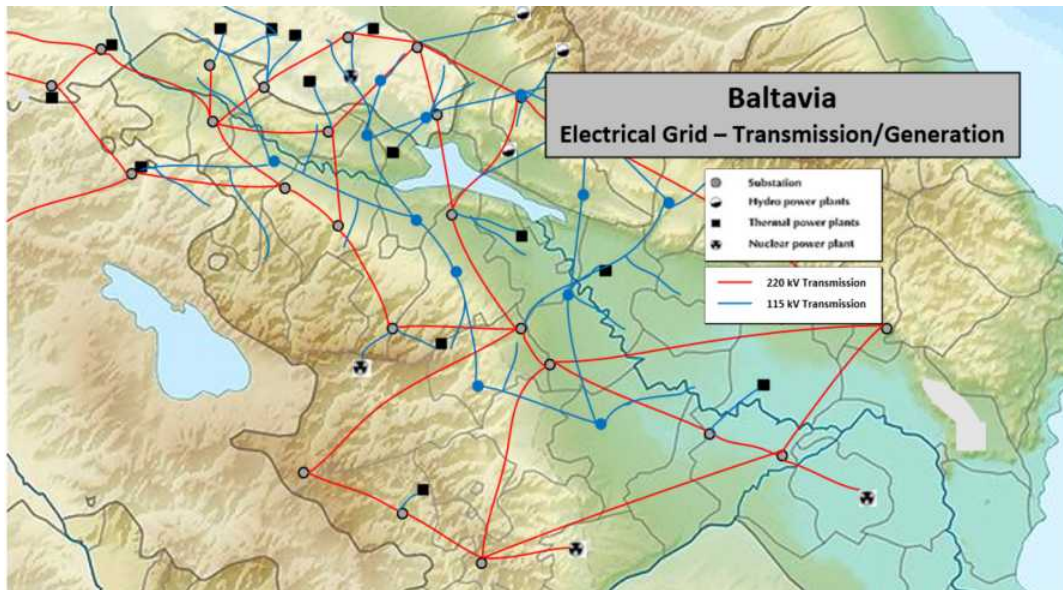 Baltavia
Electrical Grid – Transmission/Generation
Substation
Hydro power plants
Thermal power plants
Nuclear power plant
220 kV Transmission
115 kV Transmission